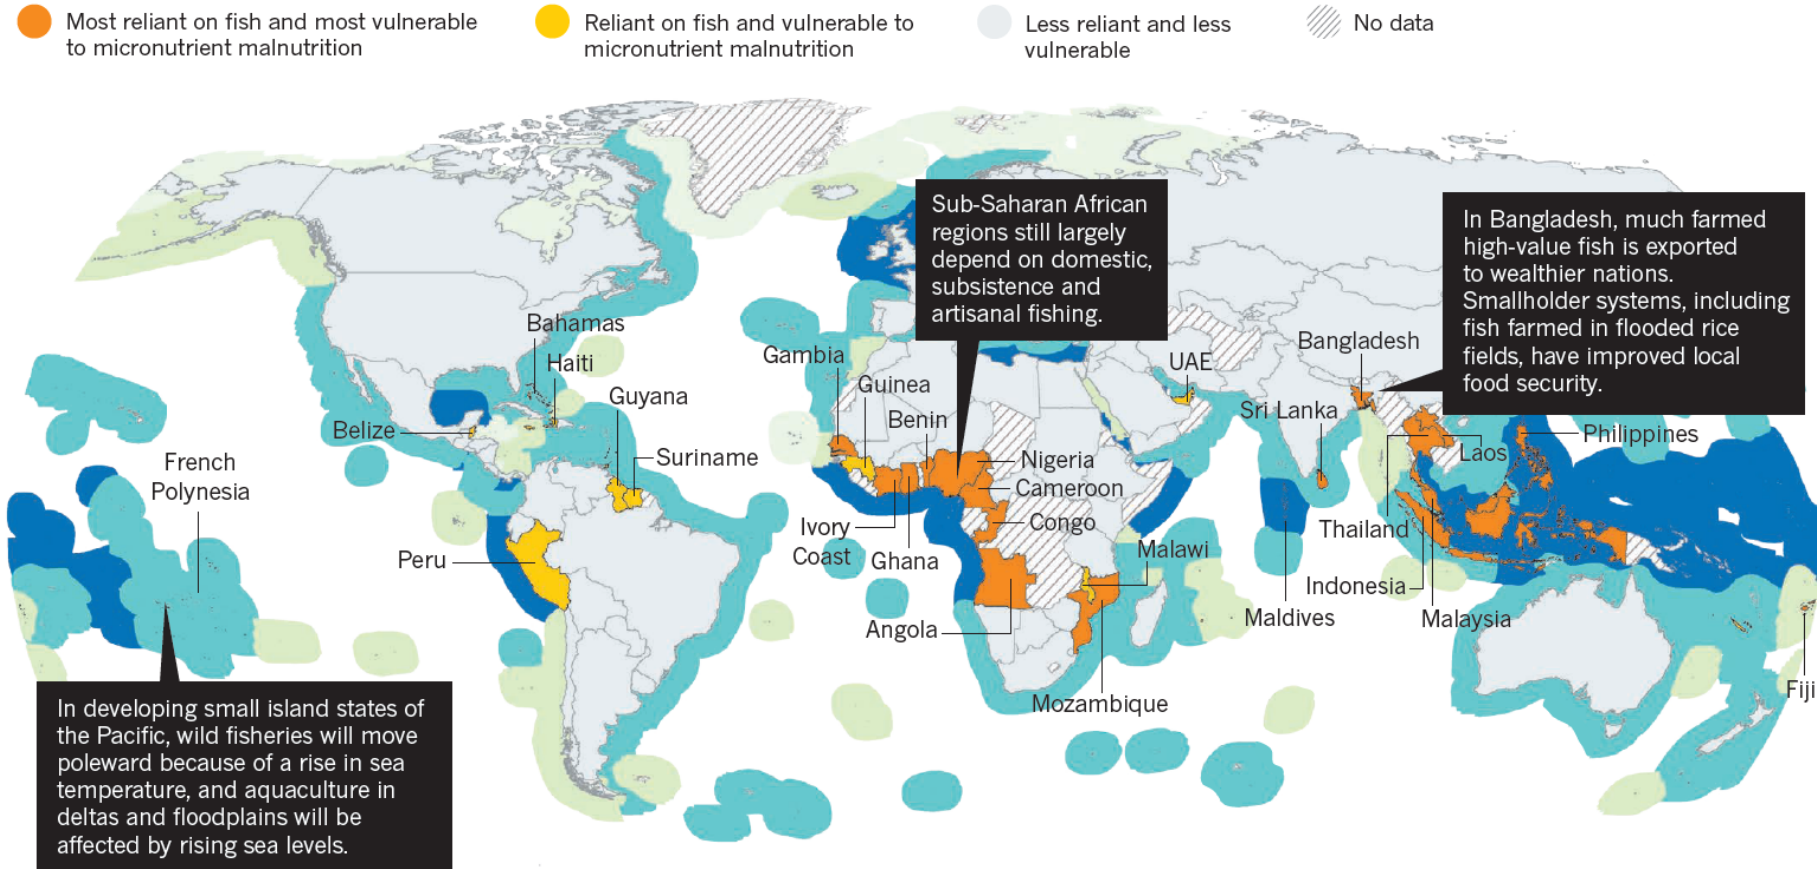 Most reliant on fish and most vulnerable
to micronutrient malnutrition
Reliant on fish and vulnerable to
micronutrient malnutrition
Less reliant and less
vulnerable
No data
Sub-Saharan African
regions still largely
depend on domestic,
subsistence and
artisanal fishing.
In Bangladesh, much farmed
high-value fish is exported
to wealthier nations.
Smallholder systems, including
fish farmed in flooded rice
fields, have improved local
food security.
Bahamas
Haiti
Guyana
Belize
Suriname
French
Polynesia
Peru
Gambia
Guinea
Benin
UAE
Bangladesh
Sri Lanka
Philippines
Laos
Nigeria
Cameroon
Congo
Ivory
Coast
Ghana
Malawi
Thailand
Indonesia
Malaysia
Maldives
Angola
Mozambique
Fiji
In developing small island states of
the Pacific, wild fisheries will move
poleward because of a rise in sea
temperature, and aquaculture in
deltas and floodplains will be
affected by rising sea levels.